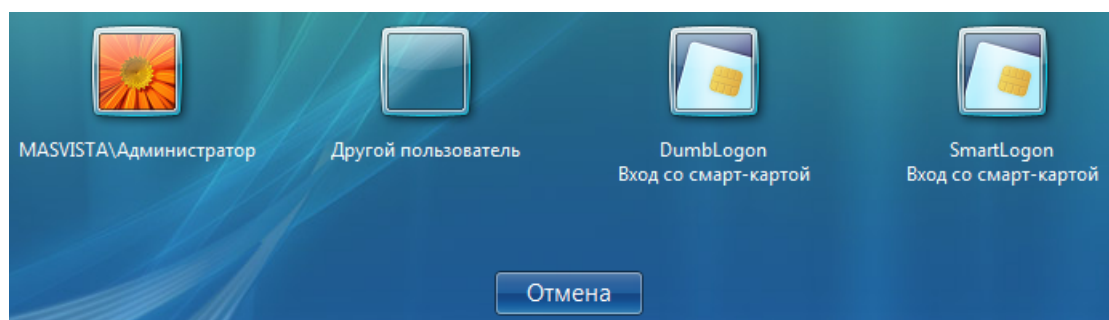 MASVISTA\Администратор
Другой пользователь
DumbLogon
Вход со смарт-картой
SmartLogon
Вход со смарт-картой
Отмена